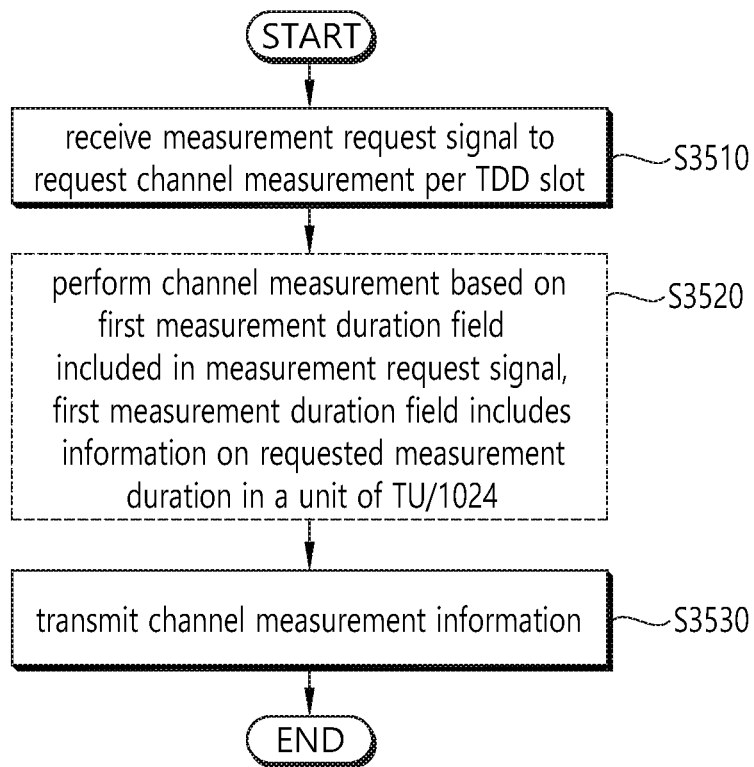 START
receive measurement request signal to
request channel measurement per TDD slot
S3510
perform channel measurement based on
first measurement duration field
included in measurement request signal,
first measurement duration field includes
information on requested measurement
duration in a unit of TU/1024
S3520
transmit channel measurement information
S3530
END